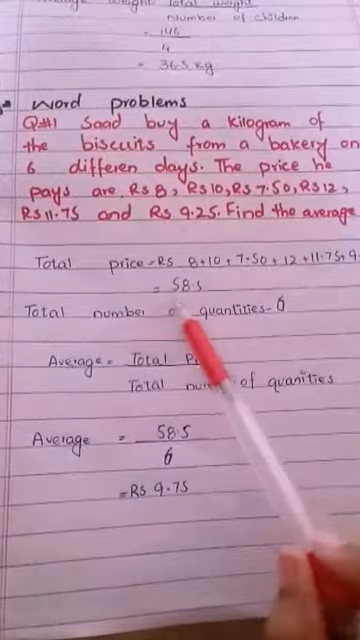 weight Total weight
Number of children
= 146
4
= 36.5 kg
Word problems
Q#1 Saad buy a kilogram of
the biscuits from a bakery on
6 differen days. The price he
pays are Rs 8, Rs 10, Rs 7.50, Rs 12,
Rs 11.75 and Rs 9.25. Find the average
Total price = RS 8+10+7.50+12+11.75+9.
= 58.5
Total number of quantities - 6
Average = Total
Total of quanities
Average = 58.5
6
= RS 9.75